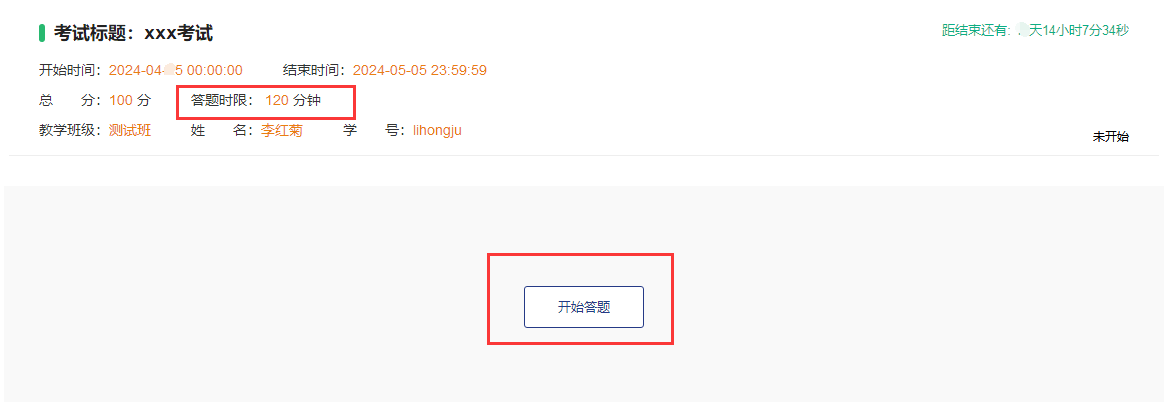 考试标题：xxx考试
距结束还有: 天14小时7分34秒
开始时间：2024-04- 5 00:00:00 结束时间：2024-05-05 23:59:59
总 分：100 分 答题时限： 120 分钟
教学班级：测试班 姓 名：李红菊 学 号：lihongju
未开始
开始答题